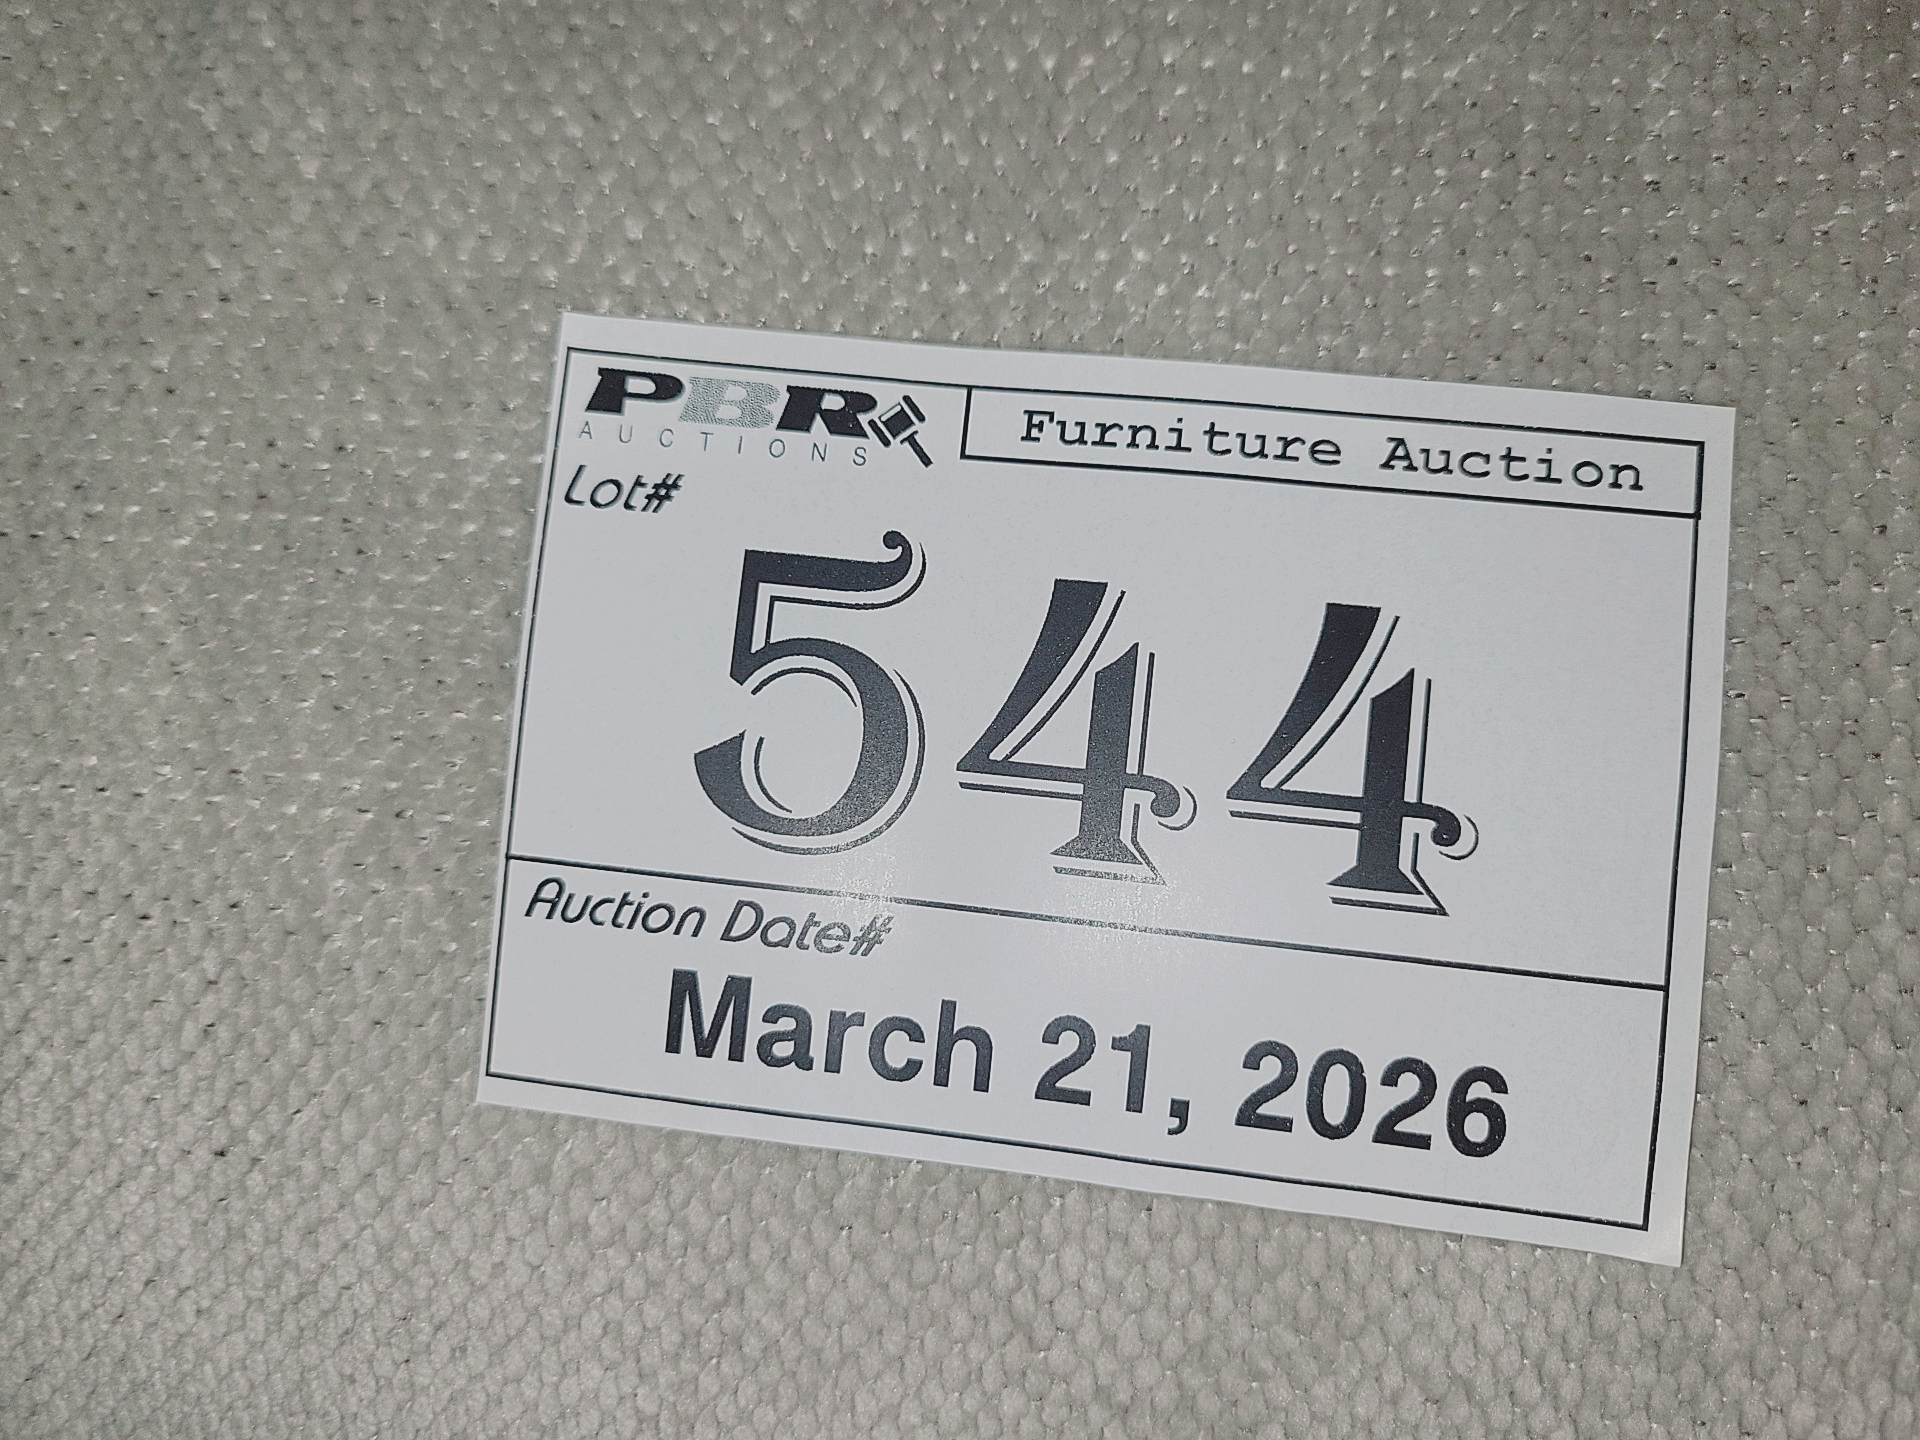 PBR
AUCTIONS
Furniture Auction
Lot#
544
Auction Date#
March 21, 2026